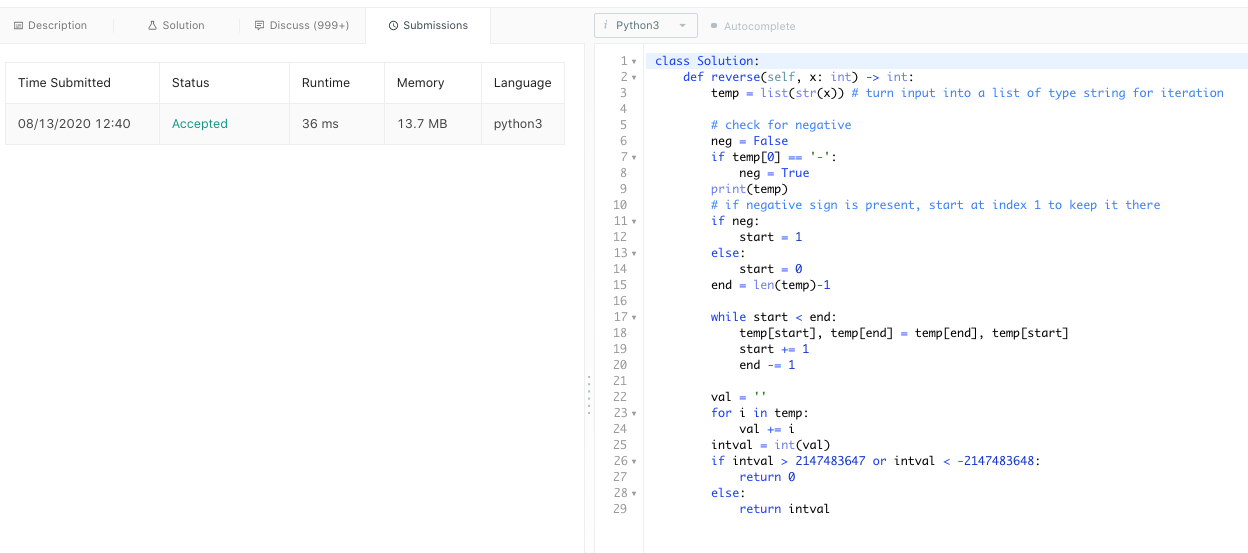 Description Solution Discuss (999+) Submissions
i Python3 Autocomplete
Time Submitted Status Runtime Memory Language
08/13/2020 12:40 Accepted 36 ms 13.7 MB python3
1 class Solution:
2     def reverse(self, x: int) -> int:
3         temp = list(str(x)) # turn input into a list of type string for iteration
4
5         # check for negative
6         neg = False
7         if temp[0] == '-':
8             neg = True
9         print(temp)
10         # if negative sign is present, start at index 1 to keep it there
11         if neg:
12             start = 1
13         else:
14             start = 0
15         end = len(temp)-1
16
17         while start < end:
18             temp[start], temp[end] = temp[end], temp[start]
19             start += 1
20             end -= 1
21
22         val = ''
23         for i in temp:
24             val += i
25         intval = int(val)
26         if intval > 2147483647 or intval < -2147483648:
27             return 0
28         else:
29             return intval